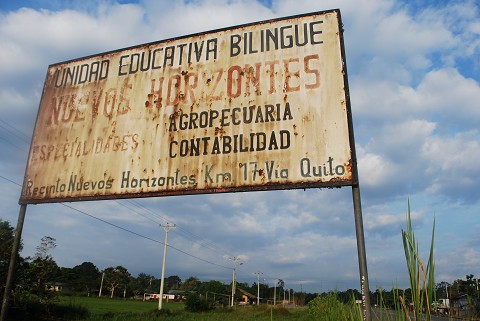 UNIDAD EDUCATIVA BILINGUE
NUEVOS HORIZONTES
ESPECIALIDADES
AGROPECUARIA
CONTABILIDAD
Recinto Nuevos Horizontes Km 17 Via Quito